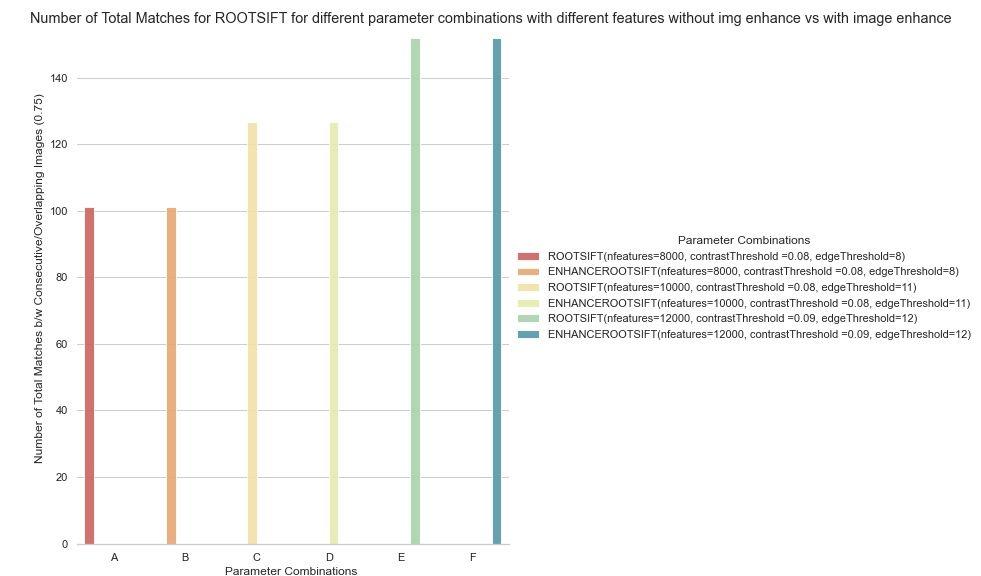 Number of Total Matches for ROOTSIFT for different parameter combinations with different features without img enhance vs with image enhance
Number of Total Matches b/w Consecutive/Overlapping Images (0.75)
140
120
100
80
60
40
20
0
A B C D E F
Parameter Combinations
Parameter Combinations
ROOTSIFT(nfeatures=8000, contrastThreshold =0.08, edgeThreshold=8)
ENHANCEROOTSIFT(nfeatures=8000, contrastThreshold =0.08, edgeThreshold=8)
ROOTSIFT(nfeatures=10000, contrastThreshold =0.08, edgeThreshold=11)
ENHANCEROOTSIFT(nfeatures=10000, contrastThreshold =0.08, edgeThreshold=11)
ROOTSIFT(nfeatures=12000, contrastThreshold =0.09, edgeThreshold=12)
ENHANCEROOTSIFT(nfeatures=12000, contrastThreshold =0.09, edgeThreshold=12)